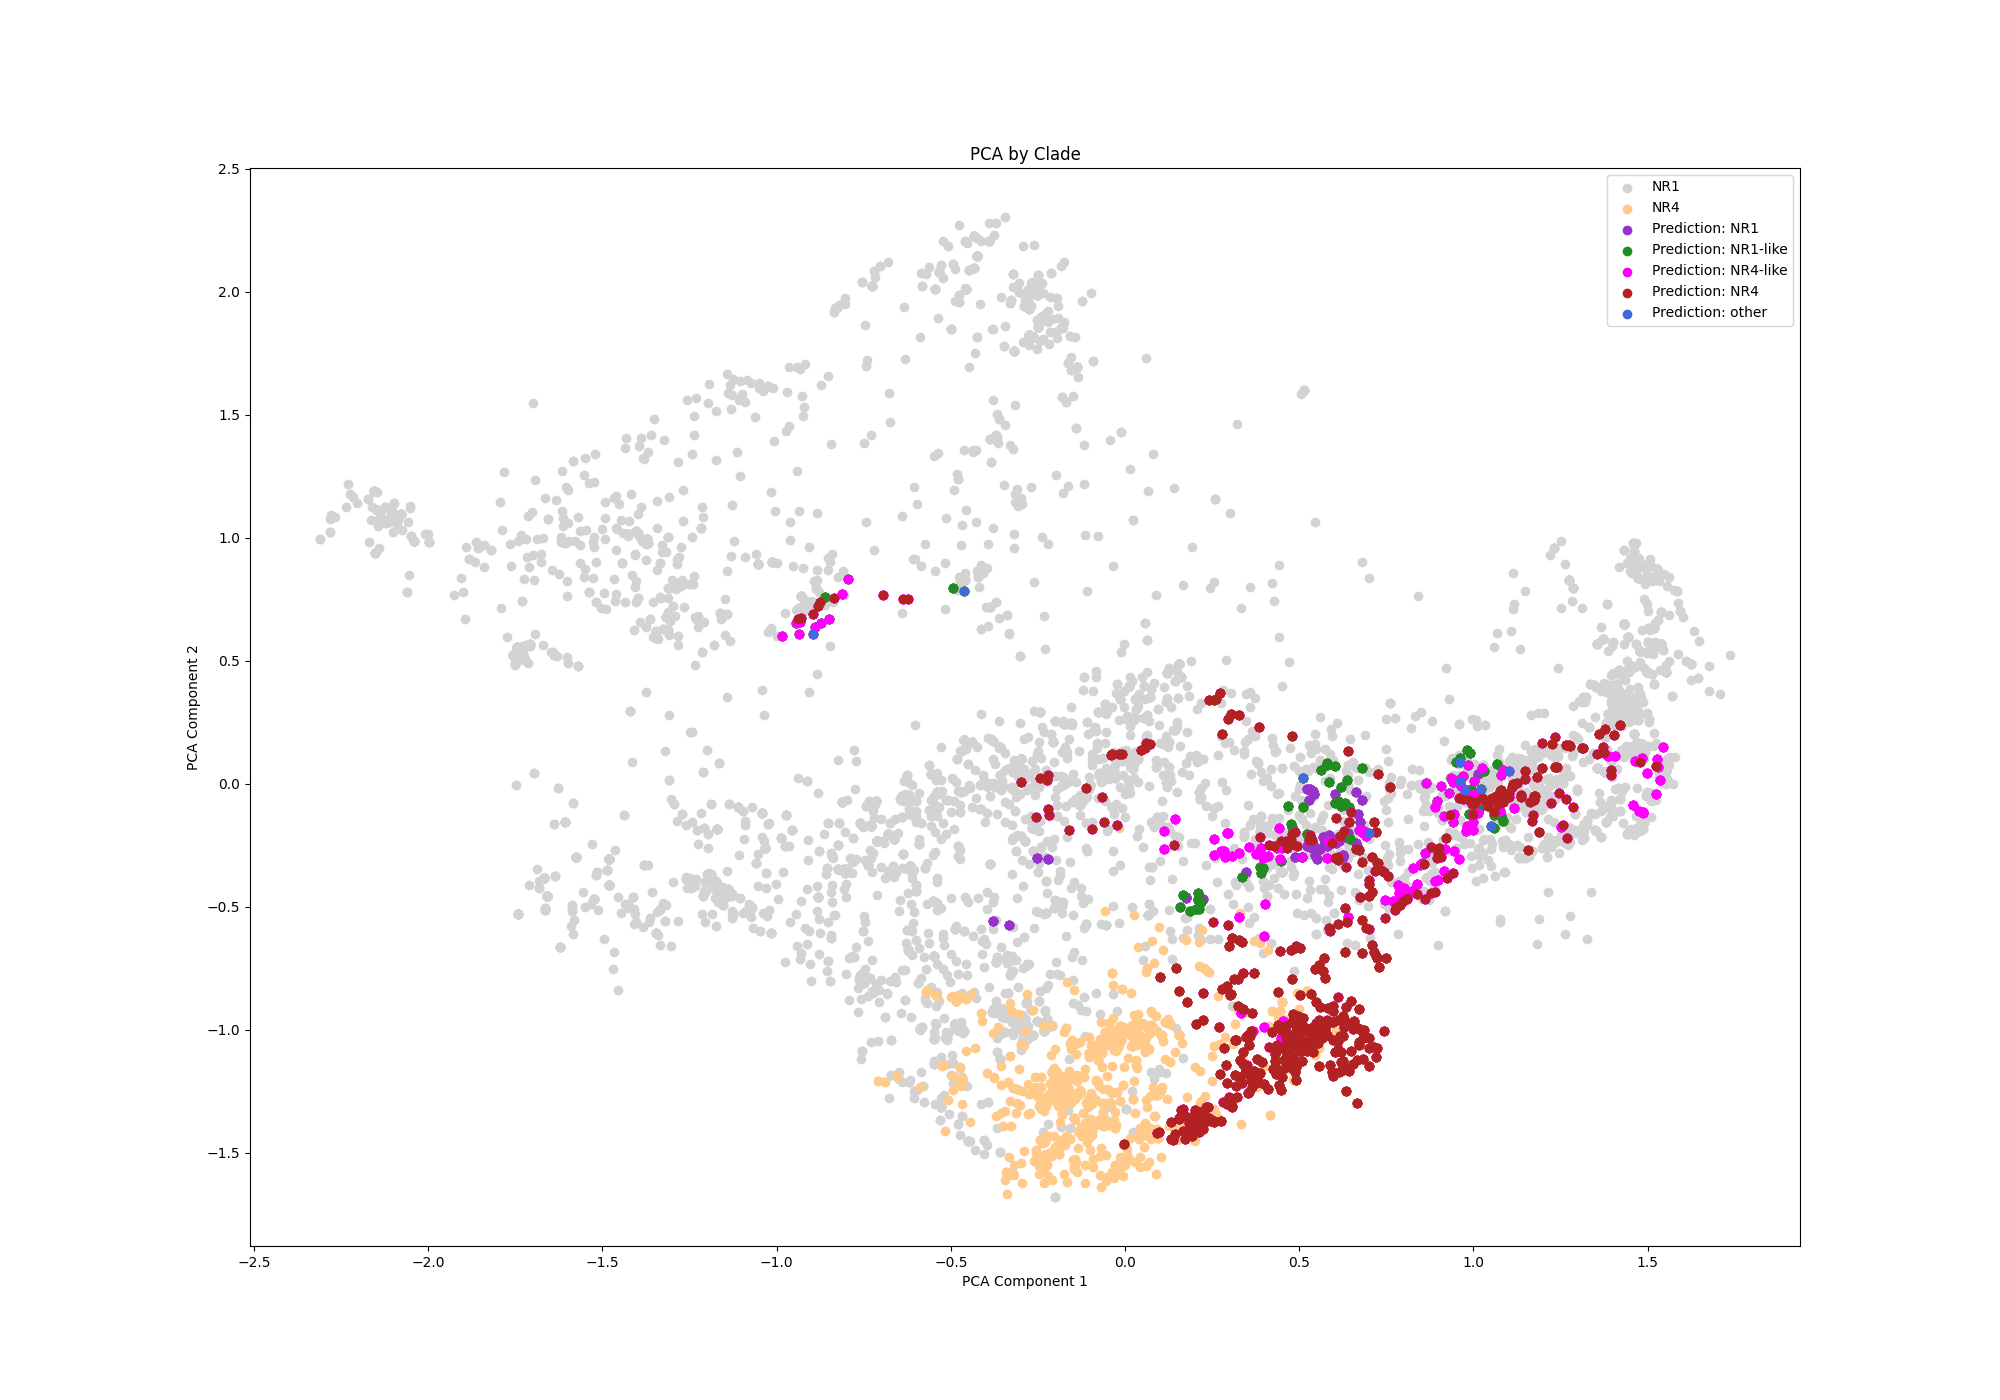 PCA by Clade
NR1
NR4
Prediction: NR1
Prediction: NR1-like
Prediction: NR4-like
Prediction: NR4
Prediction: other
PCA Component 2
2.5
2.0
1.5
1.0
0.5
0.0
−0.5
−1.0
−1.5
−2.5
−2.0
−1.5
−1.0
−0.5
0.0
0.5
1.0
1.5
PCA Component 1